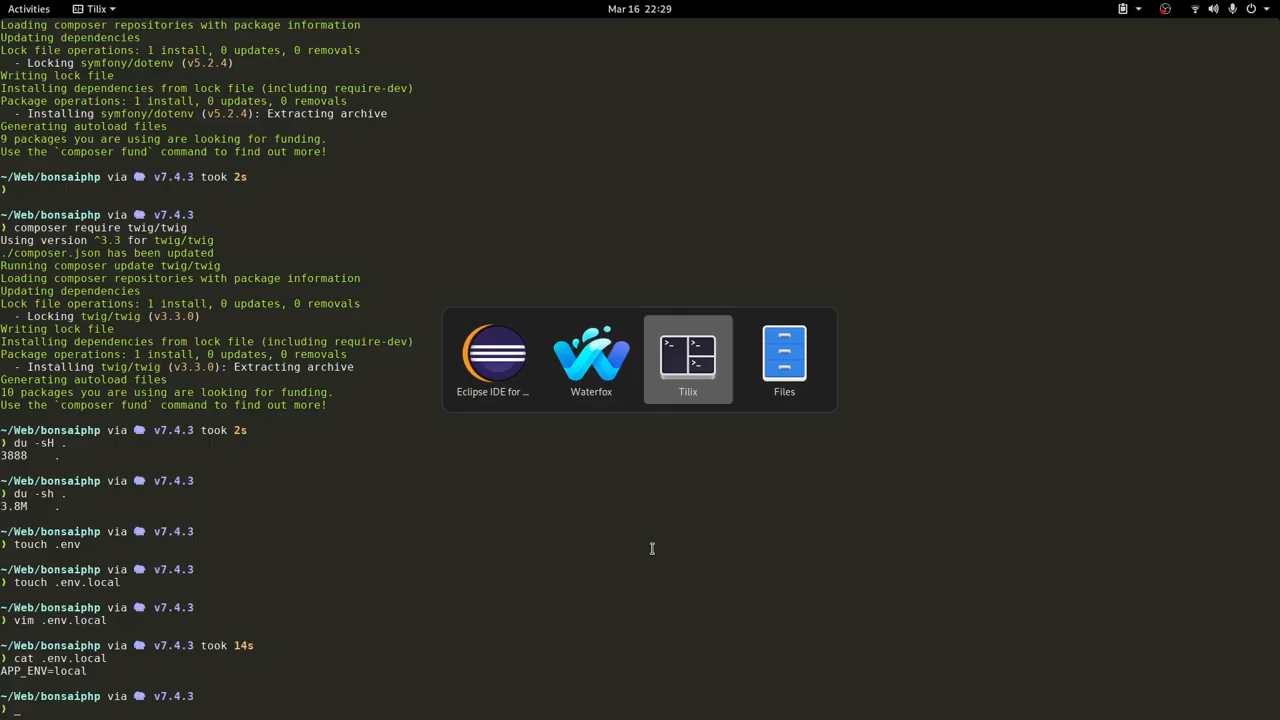 Activities Tilix Mar 16 22:29
Loading composer repositories with package information
Updating dependencies
Lock file operations: 1 install, 0 updates, 0 removals
- Locking symfony/dotenv (v5.2.4)
Writing lock file
Installing dependencies from lock file (including require-dev)
Package operations: 1 install, 0 updates, 0 removals
- Installing symfony/dotenv (v5.2.4): Extracting archive
Generating autoload files
9 packages you are using are looking for funding.
Use the `composer fund` command to find out more!
~/Web/bonsaiphp via v7.4.3 took 2s
❯
~/Web/bonsaiphp via v7.4.3
❯ composer require twig/twig
Using version ^3.3 for twig/twig
./composer.json has been updated
Running composer update twig/twig
Loading composer repositories with package information
Updating dependencies
Lock file operations: 1 install, 0 updates, 0 removals
- Locking twig/twig (v3.3.0)
Writing lock file
Installing dependencies from lock file (including require-dev)
Package operations: 1 install, 0 updates, 0 removals
- Installing twig/twig (v3.3.0): Extracting archive
Generating autoload files
10 packages you are using are looking for funding.
Use the `composer fund` command to find out more!
~/Web/bonsaiphp via v7.4.3 took 2s
❯ du -sH .
3888 .
~/Web/bonsaiphp via v7.4.3
❯ du -sh .
3.8M .
~/Web/bonsaiphp via v7.4.3
❯ touch .env
~/Web/bonsaiphp via v7.4.3
❯ touch .env.local
~/Web/bonsaiphp via v7.4.3
❯ vim .env.local
~/Web/bonsaiphp via v7.4.3 took 14s
❯ cat .env.local
APP_ENV=local
~/Web/bonsaiphp via v7.4.3
❯ _
Eclipse IDE for ... Waterfox Tilix Files